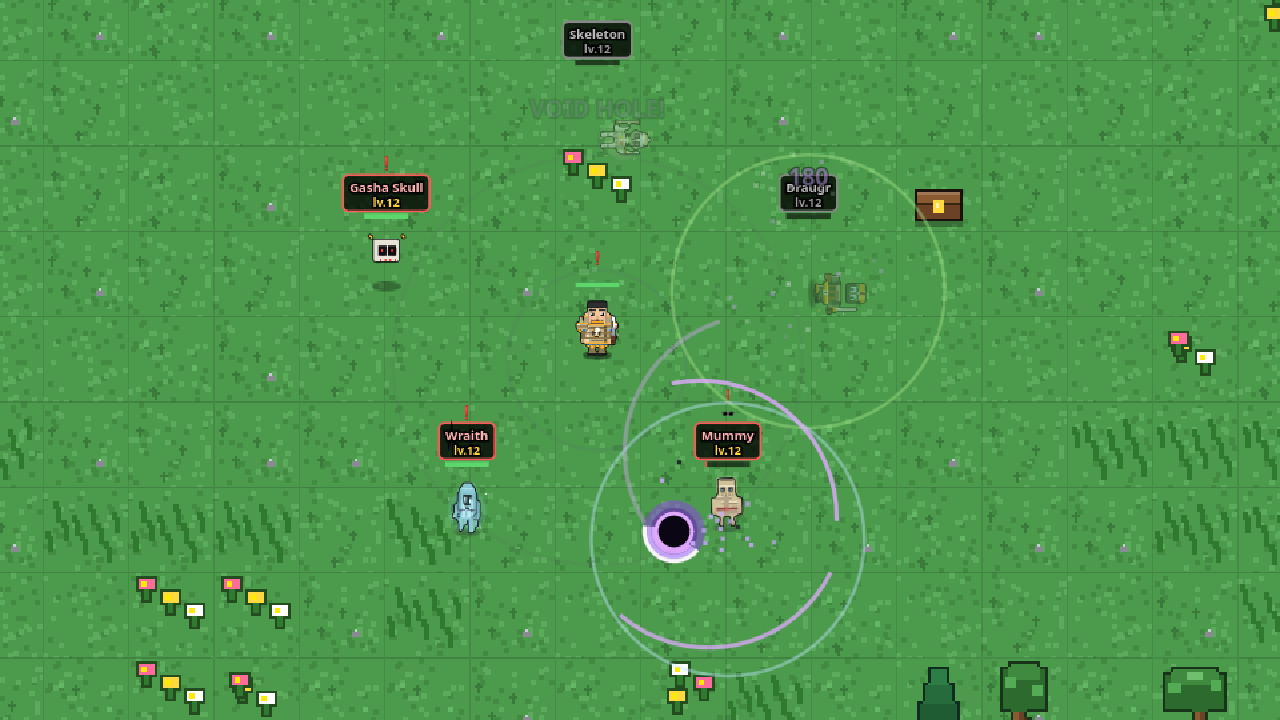 Skeleton
lv.12
VOID HOLE!
Gasha Skull
lv.12
180
Draugr
lv.12
Wraith
lv.12
Mummy
lv.12